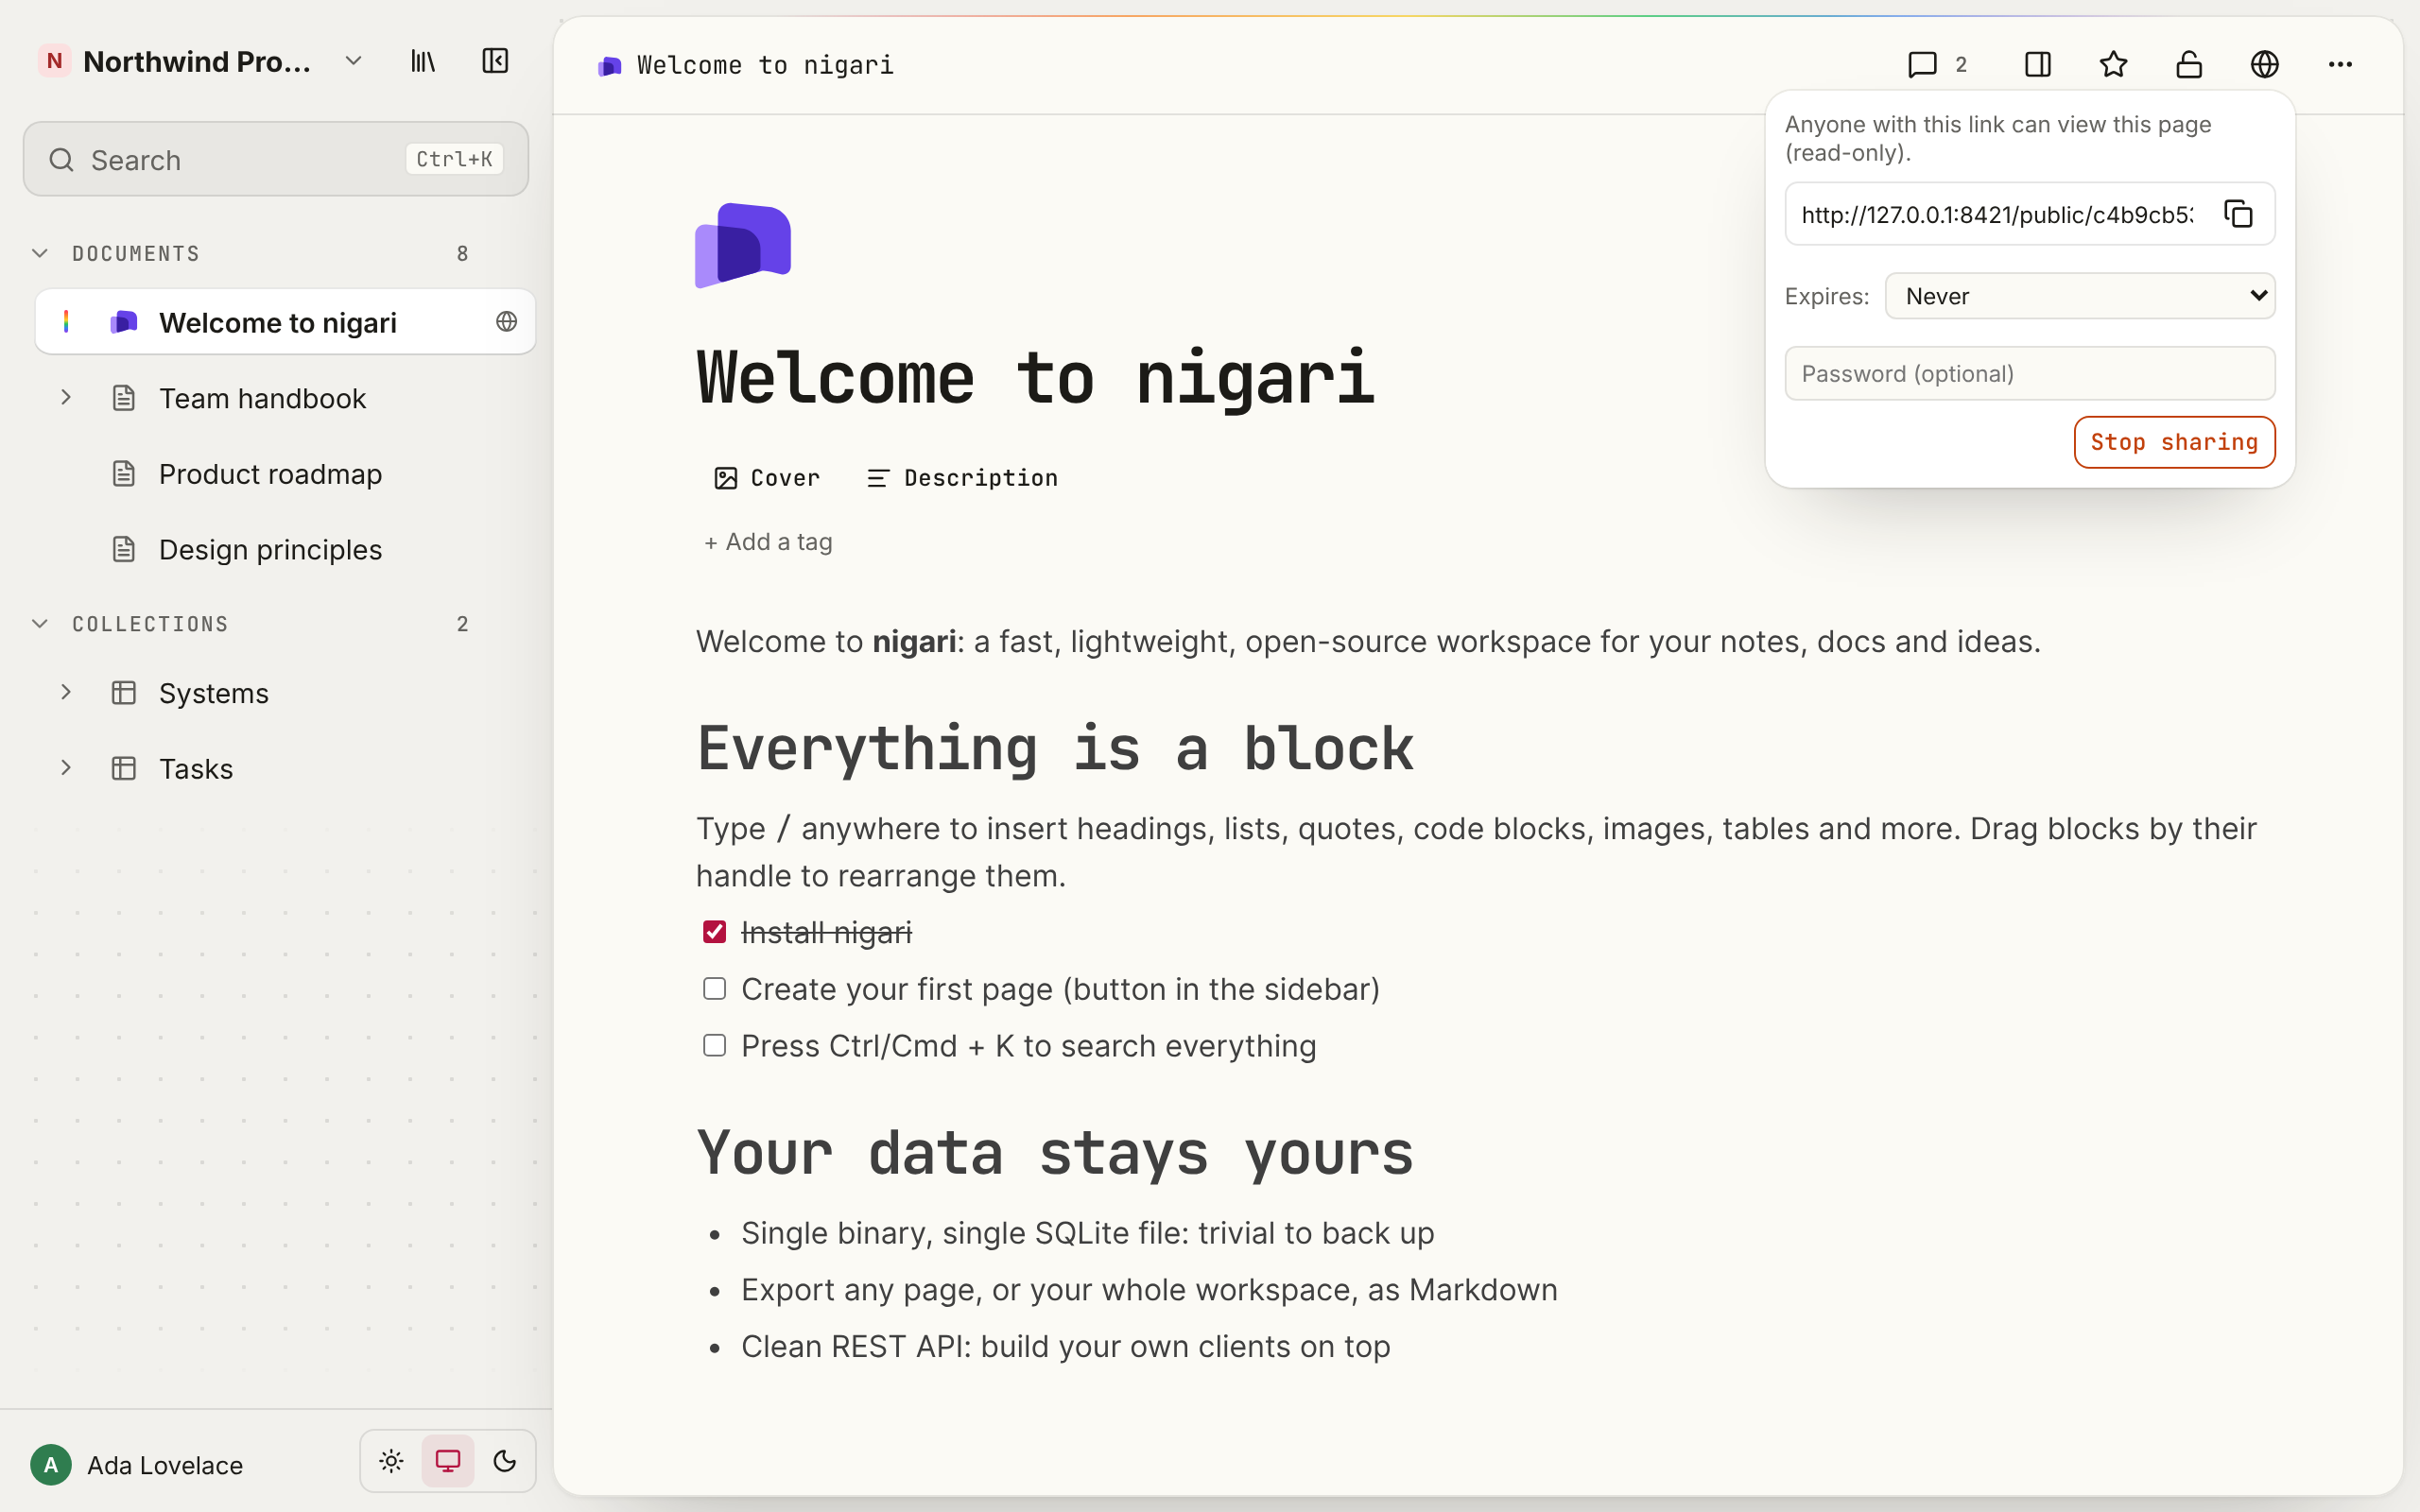 N Northwind Pro...
Search Ctrl+K
DOCUMENTS 8
Welcome to nigari
Team handbook
Product roadmap
Design principles
COLLECTIONS 2
Systems
Tasks
A Ada Lovelace
Welcome to nigari
2
Anyone with this link can view this page
(read-only).
http://127.0.0.1:8421/public/c4b9cb5
Expires: Never
Password (optional)
Stop sharing
Welcome to nigari
Cover Description
+ Add a tag
Welcome to nigari: a fast, lightweight, open-source workspace for your notes, docs and ideas.
Everything is a block
Type / anywhere to insert headings, lists, quotes, code blocks, images, tables and more. Drag blocks by their
handle to rearrange them.
Install nigari
Create your first page (button in the sidebar)
Press Ctrl/Cmd + K to search everything
Your data stays yours
• Single binary, single SQLite file: trivial to back up
• Export any page, or your whole workspace, as Markdown
• Clean REST API: build your own clients on top